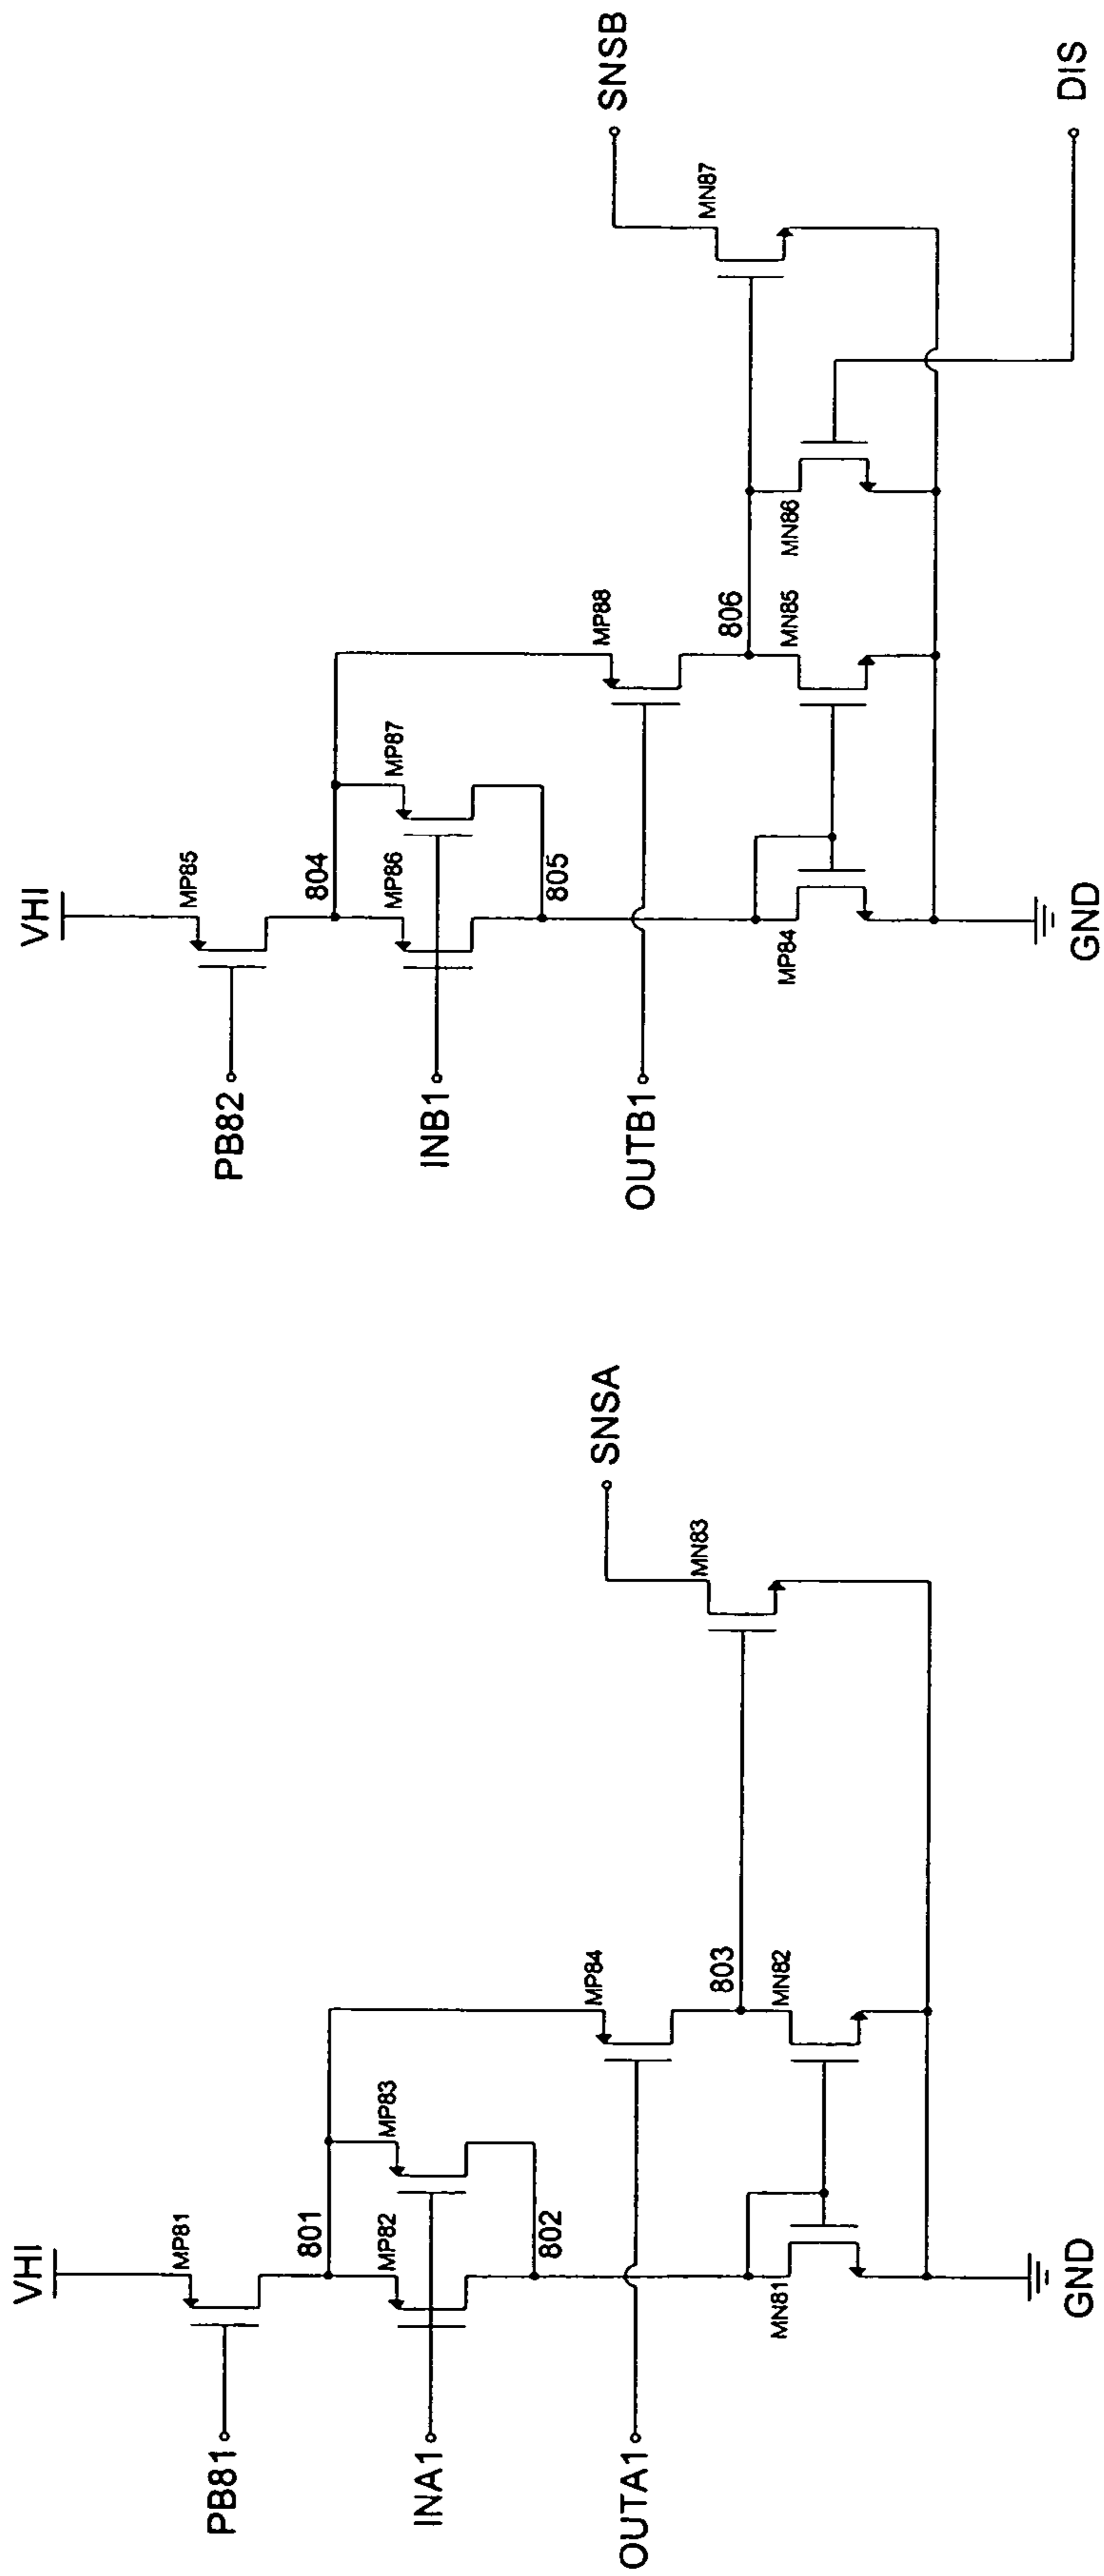 VHI
MP81
PB81
801
MP82
MP83
INA1
802
MP84
OUTA1
803
MN81
MN82
MN83
SNSA
GND
VHI
MP85
PB82
804
MP86
MP87
INB1
805
MP88
OUTB1
806
MP84
MN85
MN86
MN87
SNSB
DIS
GND